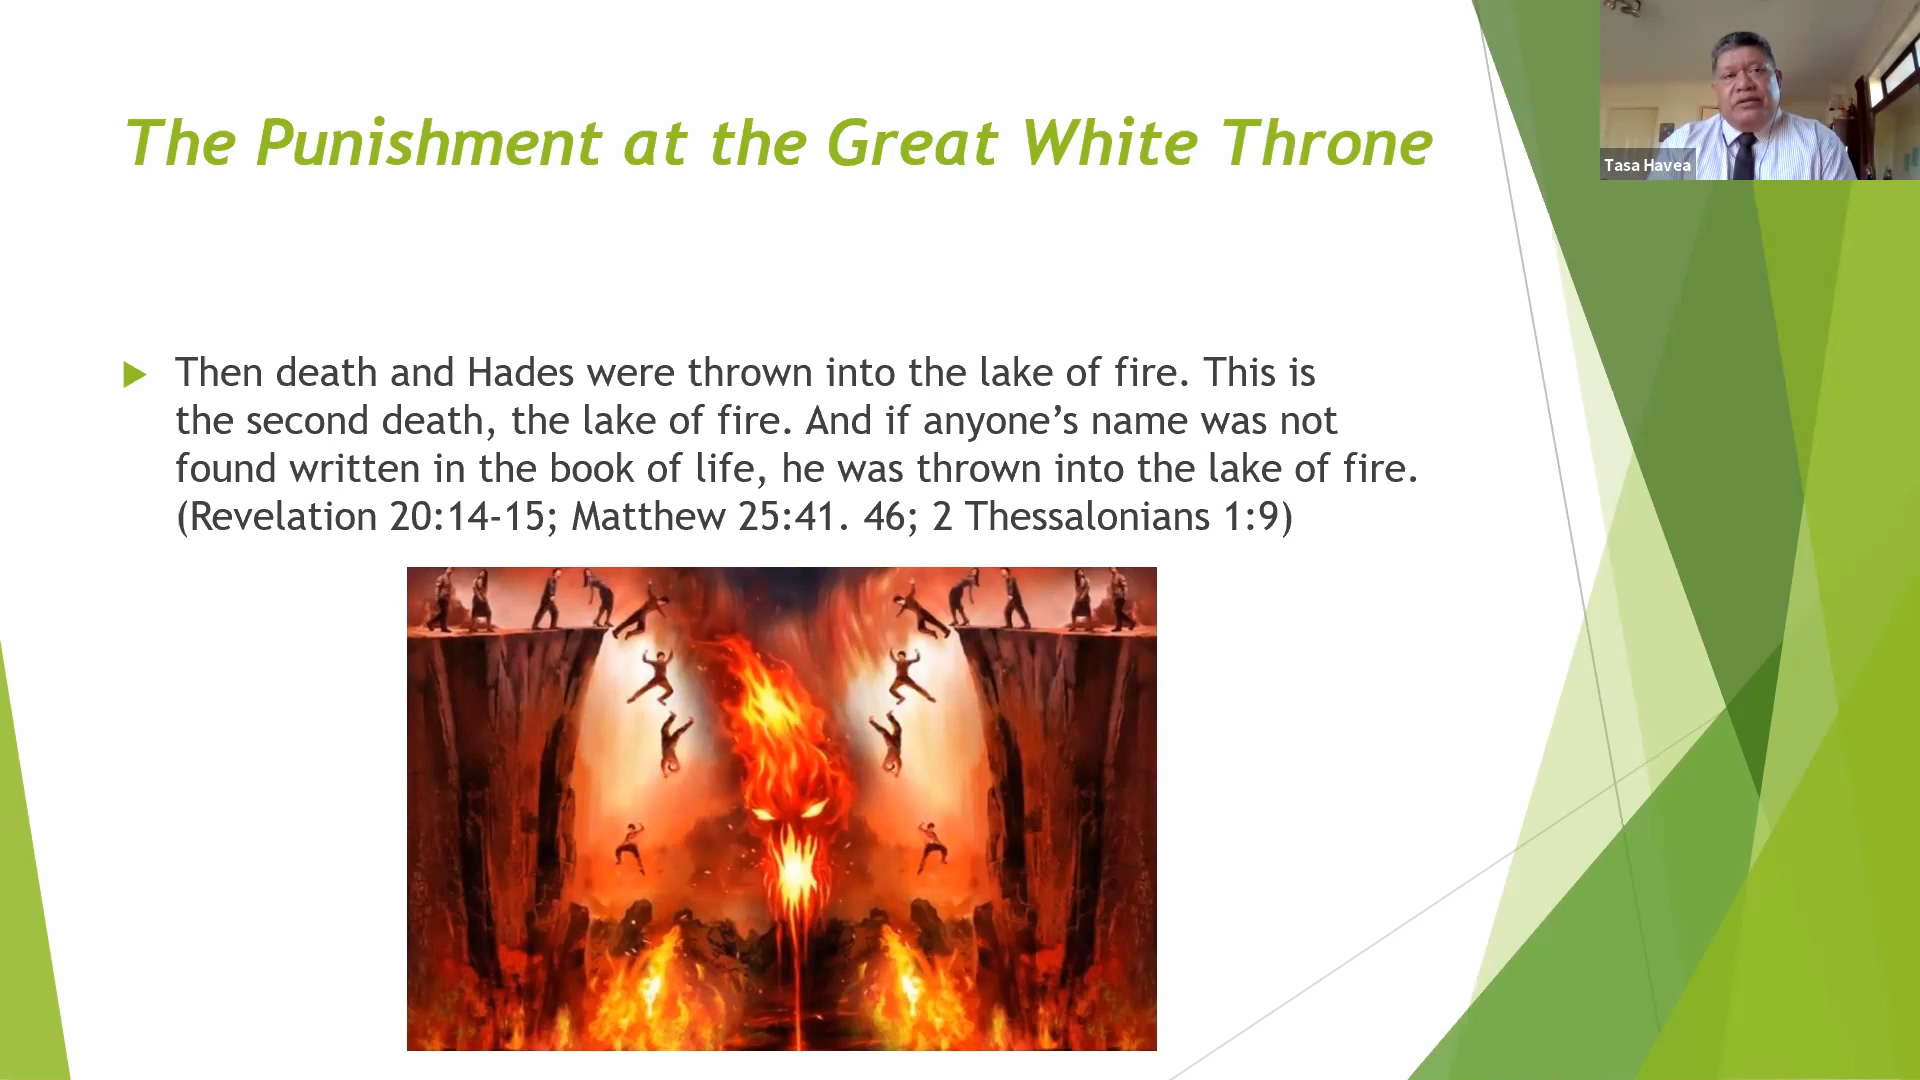 The Punishment at the Great White Throne
Tasa Havea
Then death and Hades were thrown into the lake of fire. This is
the second death, the lake of fire. And if anyone’s name was not
found written in the book of life, he was thrown into the lake of fire.
(Revelation 20:14-15; Matthew 25:41. 46; 2 Thessalonians 1:9)